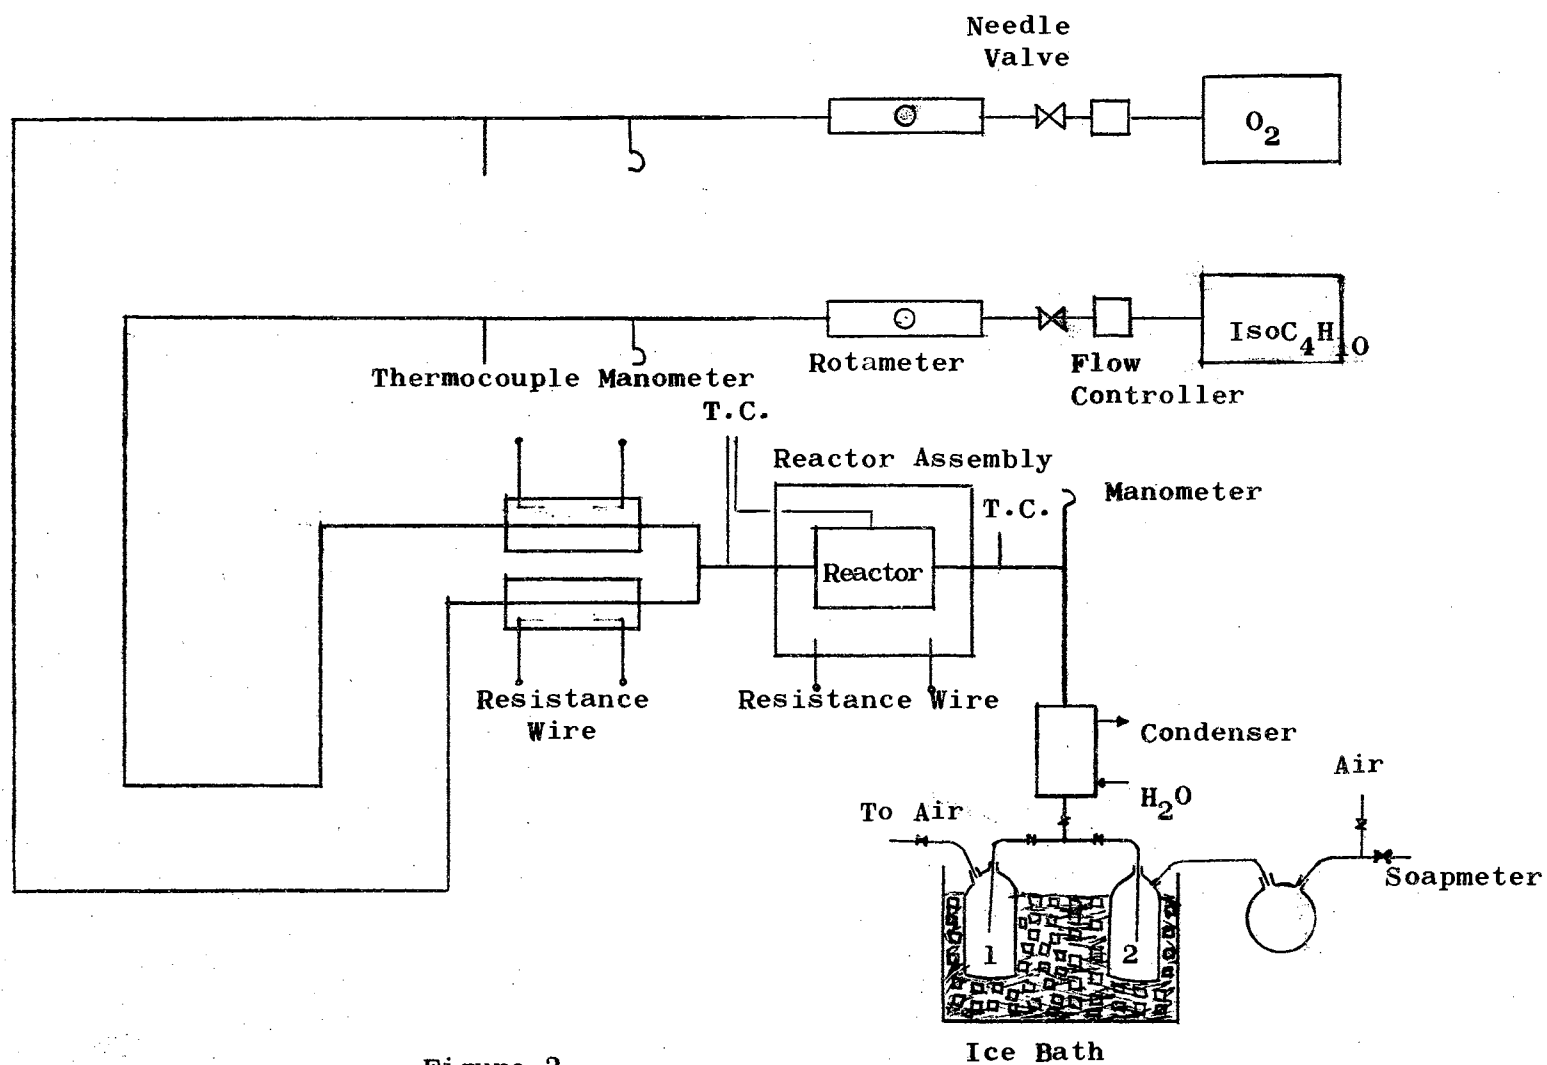 Needle
Valve
O2
IsoC4H10
Rotameter
Flow
Controller
Thermocouple Manometer
T.C.
Reactor Assembly
Manometer
T.C.
Reactor
Resistance
Wire
Resistance Wire
Condenser
H2O
Air
To Air
Soapmeter
1
2
Ice Bath